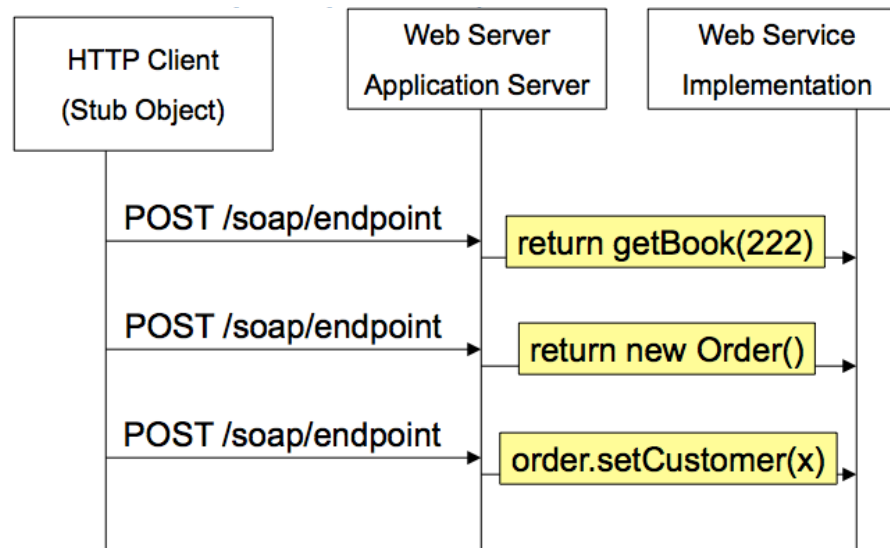 HTTP Client
(Stub Object)
Web Server
Application Server
Web Service
Implementation
POST /soap/endpoint
return getBook(222)
POST /soap/endpoint
return new Order()
POST /soap/endpoint
order.setCustomer(x)